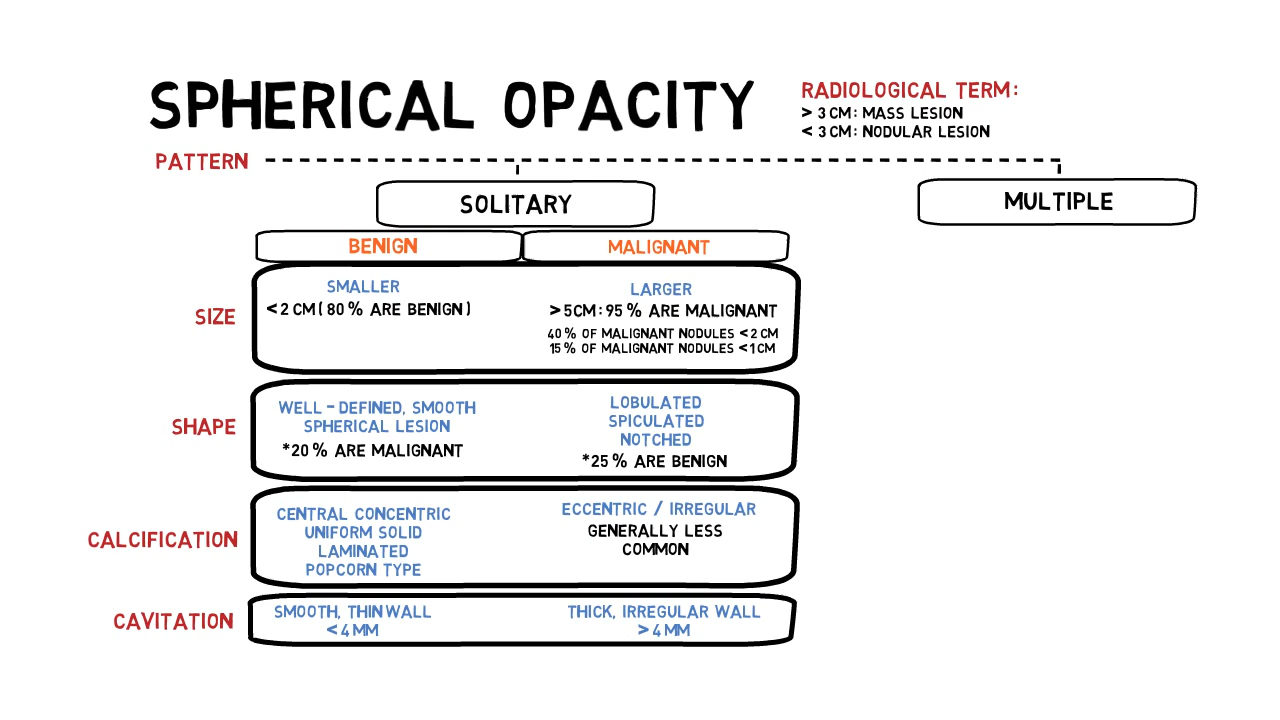 SPHERICAL OPACITY
RADIOLOGICAL TERM:
> 3 CM: MASS LESION
< 3 CM: NODULAR LESION
PATTERN
SOLITARY
MULTIPLE
BENIGN
MALIGNANT
SIZE
SMALLER
< 2 CM ( 80 % ARE BENIGN )
LARGER
> 5CM: 95 % ARE MALIGNANT
40 % OF MALIGNANT NODULES < 2 CM
15 % OF MALIGNANT NODULES < 1CM
SHAPE
WELL - DEFINED, SMOOTH
SPHERICAL LESION
*20 % ARE MALIGNANT
LOBULATED
SPICULATED
NOTCHED
*25 % ARE BENIGN
CALCIFICATION
CENTRAL CONCENTRIC
UNIFORM SOLID
LAMINATED
POPCORN TYPE
ECCENTRIC / IRREGULAR
GENERALLY LESS
COMMON
CAVITATION
SMOOTH, THIN WALL
< 4 MM
THICK, IRREGULAR WALL
> 4 MM